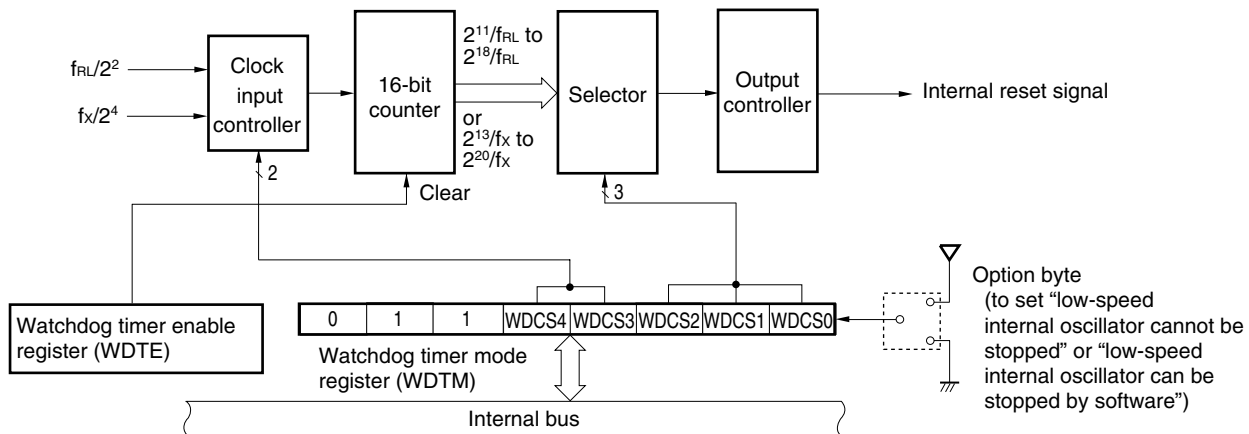 fRL/2²
fX/2⁴
Clock
input
controller
2
16-bit
counter
Clear
2¹¹/fRL to
2¹⁸/fRL
or
2¹³/fX to
2²⁰/fX
Selector
3
Output
controller
Internal reset signal
Watchdog timer enable
register (WDTE)
0 1 1 WDCS4 WDCS3 WDCS2 WDCS1 WDCS0
Watchdog timer mode
register (WDTM)
Internal bus
Option byte
(to set “low-speed
internal oscillator cannot be
stopped” or “low-speed
internal oscillator can be
stopped by software”)